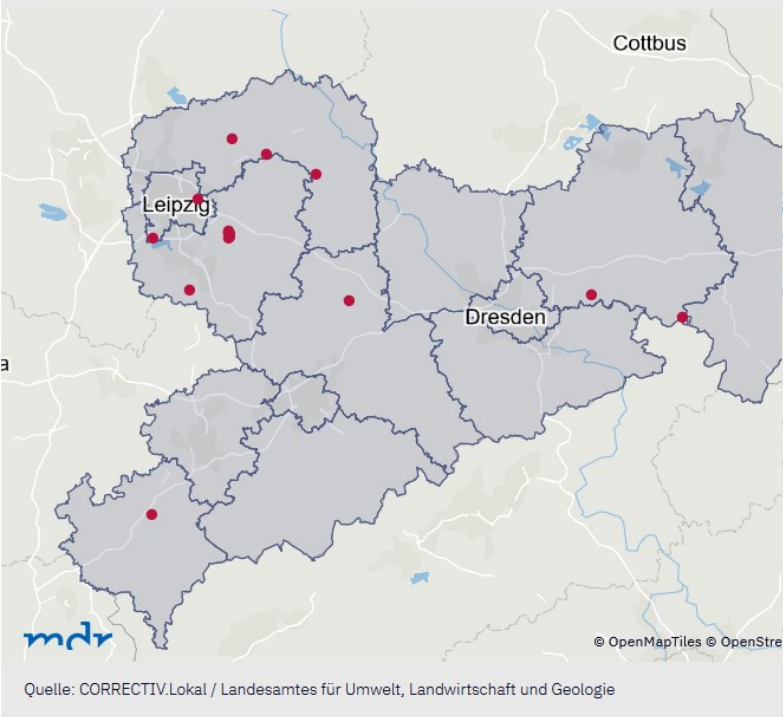 Cottbus
Leipzig
Dresden
a
mdr
© OpenMapTiles © OpenStre
Quelle: CORRECTIV.Lokal / Landesamtes für Umwelt, Landwirtschaft und Geologie